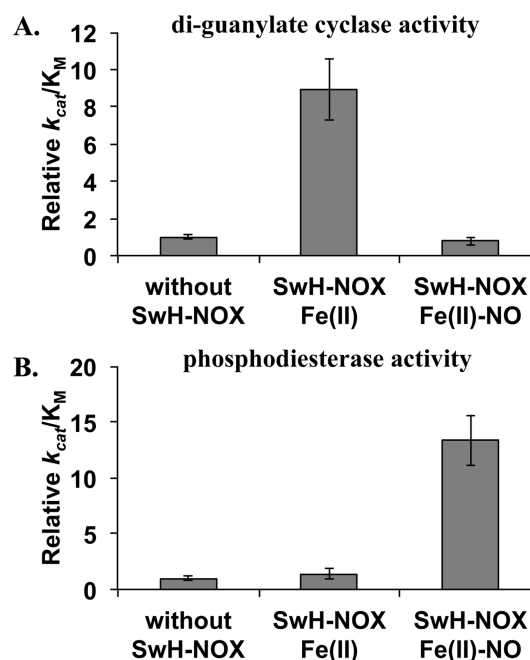 A.
di-guanylate cyclase activity
Relative kcat/KM
12
10
8
6
4
2
0
without SwH-NOX
SwH-NOX Fe(II)
SwH-NOX Fe(II)-NO
B.
phosphodiesterase activity
Relative kcat/KM
20
15
10
5
0
without SwH-NOX
SwH-NOX Fe(II)
SwH-NOX Fe(II)-NO